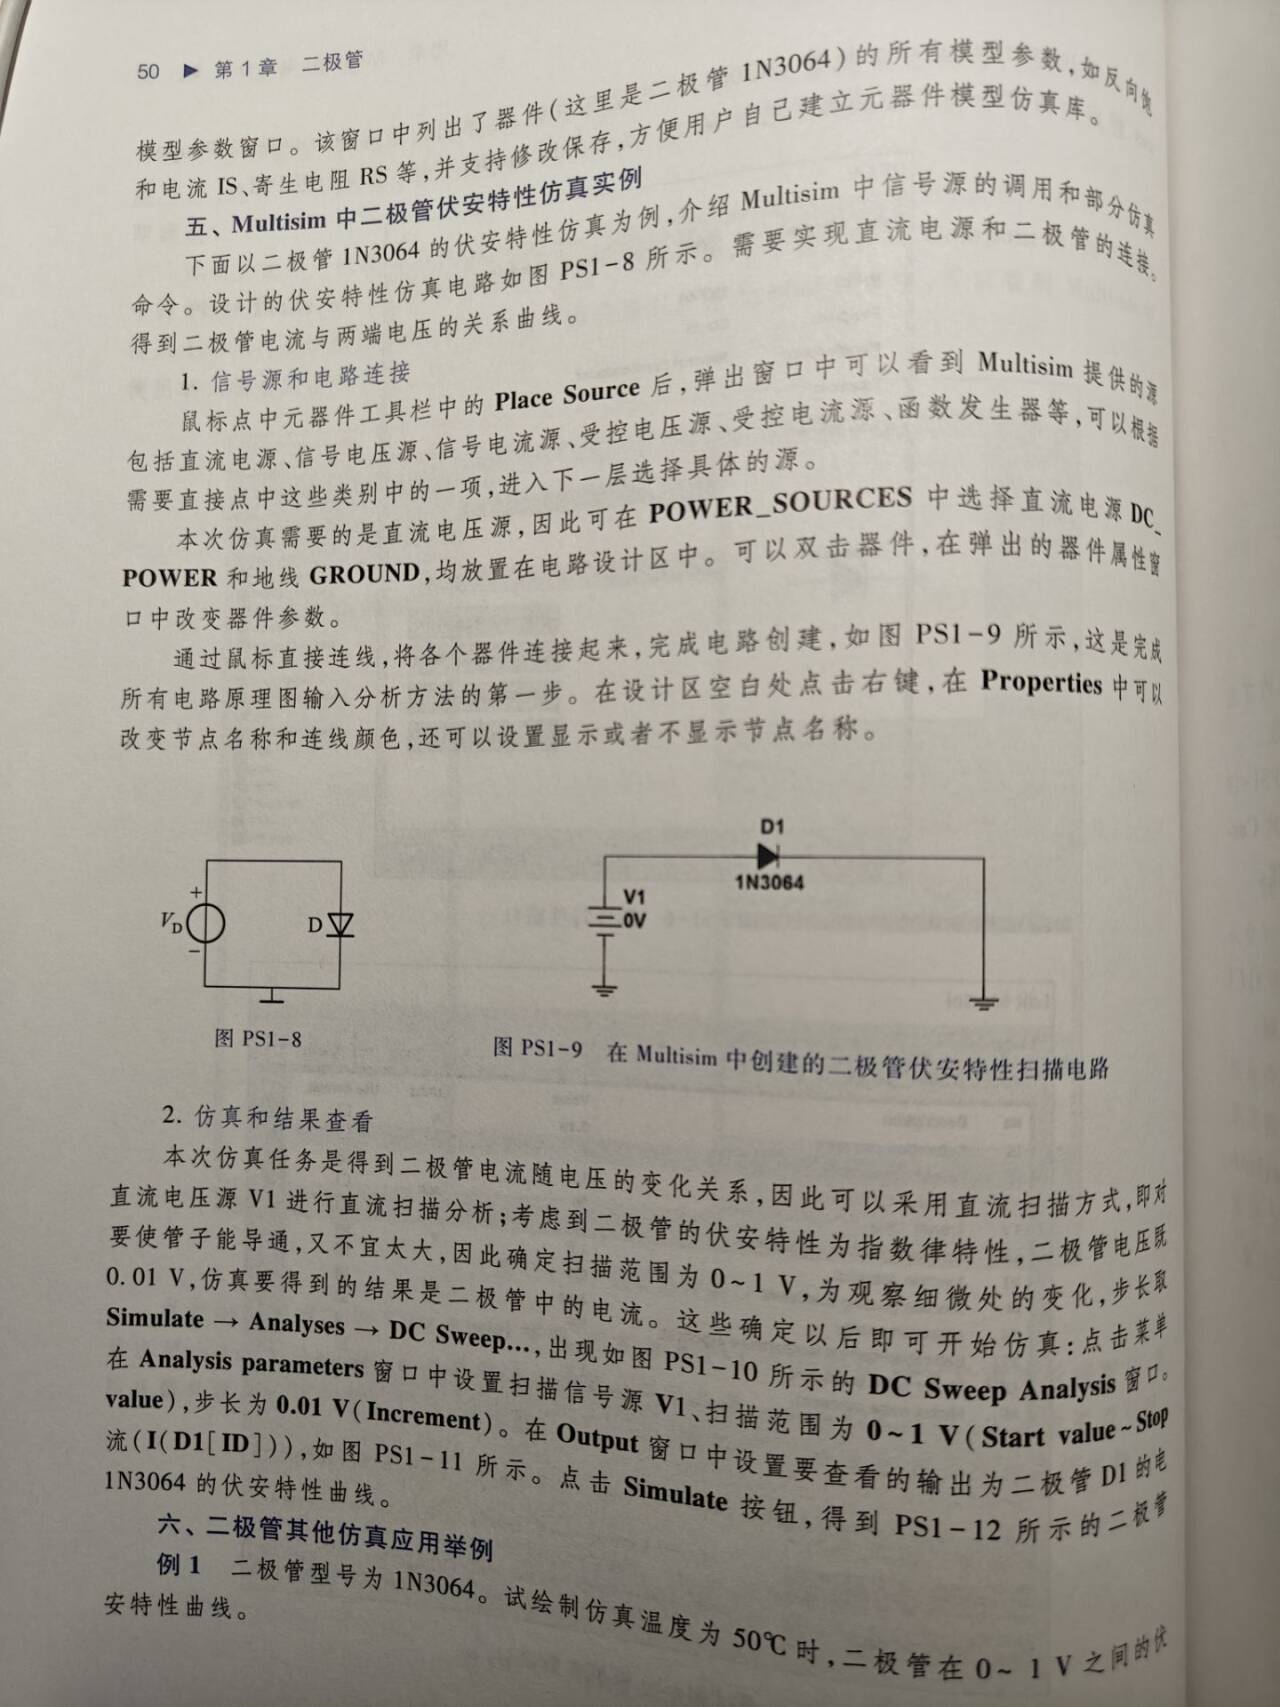 50 ▶ 第1章 二极管
模型参数窗口。该窗口中列出了器件(这里是二极管 1N3064)的所有模型参数,如反向饱
和电流 IS、寄生电阻 RS 等,并支持修改保存,方便用户自己建立元器件模型仿真库。
五、Multisim 中二极管伏安特性仿真实例
下面以二极管 1N3064 的伏安特性仿真为例,介绍 Multisim 中信号源的调用和部分仿真
命令。设计的伏安特性仿真电路如图 PS1-8 所示。需要实现直流电源和二极管的连接。
得到二极管电流与两端电压的关系曲线。
1. 信号源和电路连接
鼠标点中元器件工具栏中的 Place Source 后,弹出窗口中可以看到 Multisim 提供的源
包括直流电源、信号电压源、信号电流源、受控电压源、受控电流源、函数发生器等,可以根据
需要直接点中这些类别中的一项,进入下一层选择具体的源。
本次仿真需要的是直流电压源,因此可在 POWER_SOURCES 中选择直流电源 DC_
POWER 和地线 GROUND,均放置在电路设计区中。可以双击器件,在弹出的器件属性窗
口中改变器件参数。
通过鼠标直接连线,将各个器件连接起来,完成电路创建,如图 PS1-9 所示,这是完成
所有电路原理图输入分析方法的第一步。在设计区空白处点击右键,在 Properties 中可以
改变节点名称和连线颜色,还可以设置显示或者不显示节点名称。
D1
1N3064
V1
0V
+
VD
-
D
图 PS1-8
图 PS1-9 在 Multisim 中创建的二极管伏安特性扫描电路
2. 仿真和结果查看
本次仿真任务是得到二极管电流随电压的变化关系,因此可以采用直流扫描方式,即对
直流电压源 V1 进行直流扫描分析;考虑到二极管的伏安特性为指数律特性,二极管电压既
要使管子能导通,又不宜太大,因此确定扫描范围为 0~1 V,为观察细微处的变化,步长取
0.01 V,仿真要得到的结果是二极管中的电流。这些确定以后即可开始仿真:点击菜单
Simulate → Analyses → DC Sweep…,出现如图 PS1-10 所示的 DC Sweep Analysis 窗口。
在 Analysis parameters 窗口中设置扫描信号源 V1、扫描范围为 0~1 V(Start value~Stop
value),步长为 0.01 V(Increment)。在 Output 窗口中设置要查看的输出为二极管 D1 的电
流(I(D1[ID])),如图 PS1-11 所示。点击 Simulate 按钮,得到 PS1-12 所示的二极管
1N3064 的伏安特性曲线。
六、二极管其他仿真应用举例
例 1 二极管型号为 1N3064。试绘制仿真温度为 50℃ 时,二极管在 0~ 1 V 之间的伏
安特性曲线。